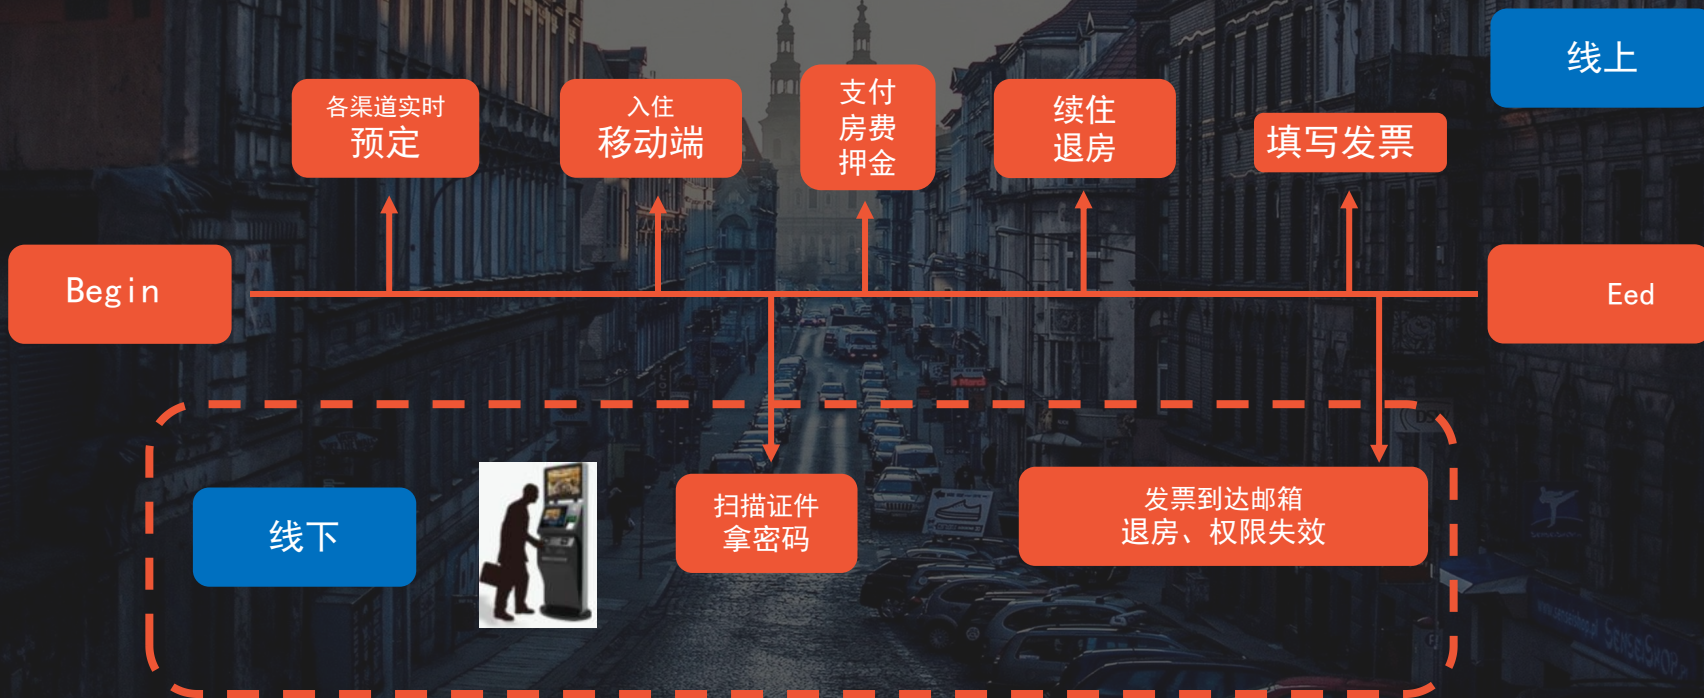 线上
各渠道实时
预定
入住
移动端
支付
房费
押金
续住
退房
填写发票
Begin
Eed
线下
扫描证件
拿密码
发票到达邮箱
退房、权限失效